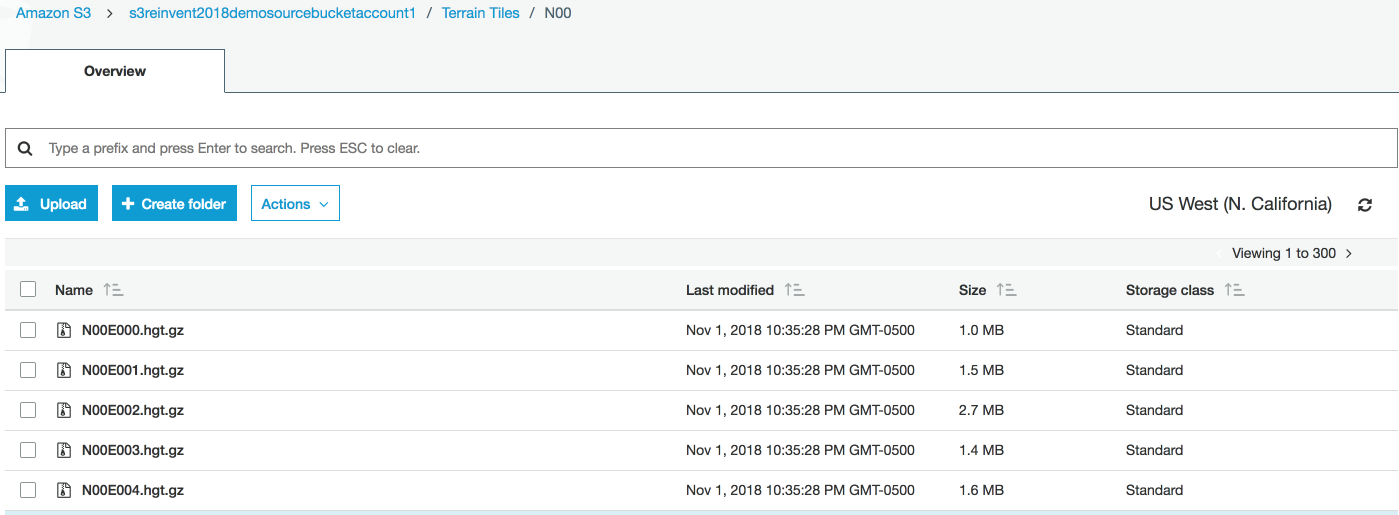 Amazon S3 > s3reinvent2018demosourcebucketaccount1 / Terrain Tiles / N00
Overview
Type a prefix and press Enter to search. Press ESC to clear.
Upload Create folder Actions US West (N. California)
Viewing 1 to 300
Name Last modified Size Storage class
N00E000.hgt.gz Nov 1, 2018 10:35:28 PM GMT-0500 1.0 MB Standard
N00E001.hgt.gz Nov 1, 2018 10:35:28 PM GMT-0500 1.5 MB Standard
N00E002.hgt.gz Nov 1, 2018 10:35:28 PM GMT-0500 2.7 MB Standard
N00E003.hgt.gz Nov 1, 2018 10:35:28 PM GMT-0500 1.4 MB Standard
N00E004.hgt.gz Nov 1, 2018 10:35:28 PM GMT-0500 1.6 MB Standard